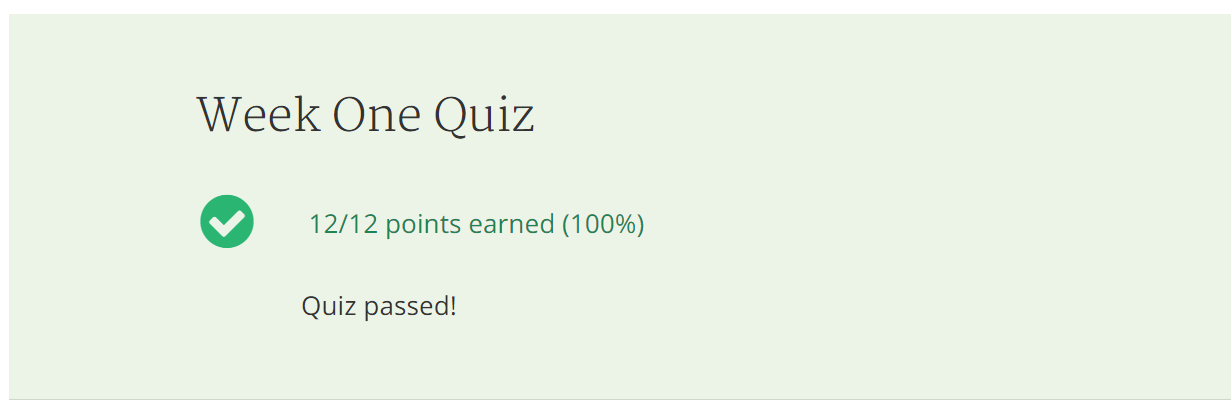 Week One Quiz
12/12 points earned (100%)
Quiz passed!